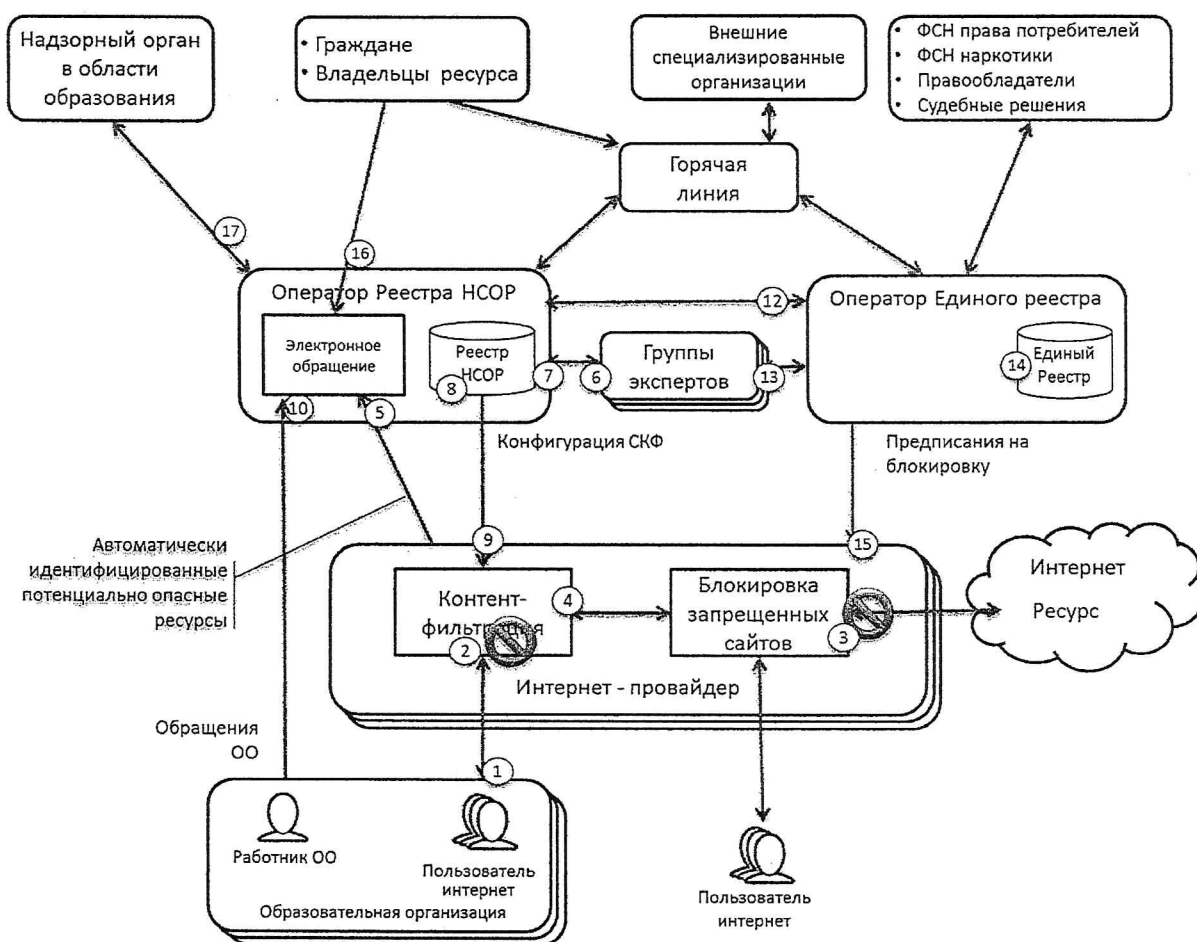 Надзорный орган
в области
образования
• Граждане
• Владельцы ресурса
Внешние
специализированные
организации
• ФСН права потребителей
• ФСН наркотики
• Правообладатели
• Судебные решения
Горячая
линия
17
16
Оператор Реестра НСОР
12
Оператор Единого реестра
Электронное
обращение
Реестр
НСОР
8
7
6
Группы
экспертов
13
14
Единый
Реестр
10
5
Конфигурация СКФ
Предписания на
блокировку
Автоматически
идентифицированные
потенциально опасные
ресурсы
9
15
Контент-
фильтрация
4
2
Блокировка
запрещенных
сайтов
3
Интернет
Ресурс
Интернет - провайдер
Обращения
ОО
1
Работник ОО
Пользователь
интернет
Образовательная организация
Пользователь
интернет